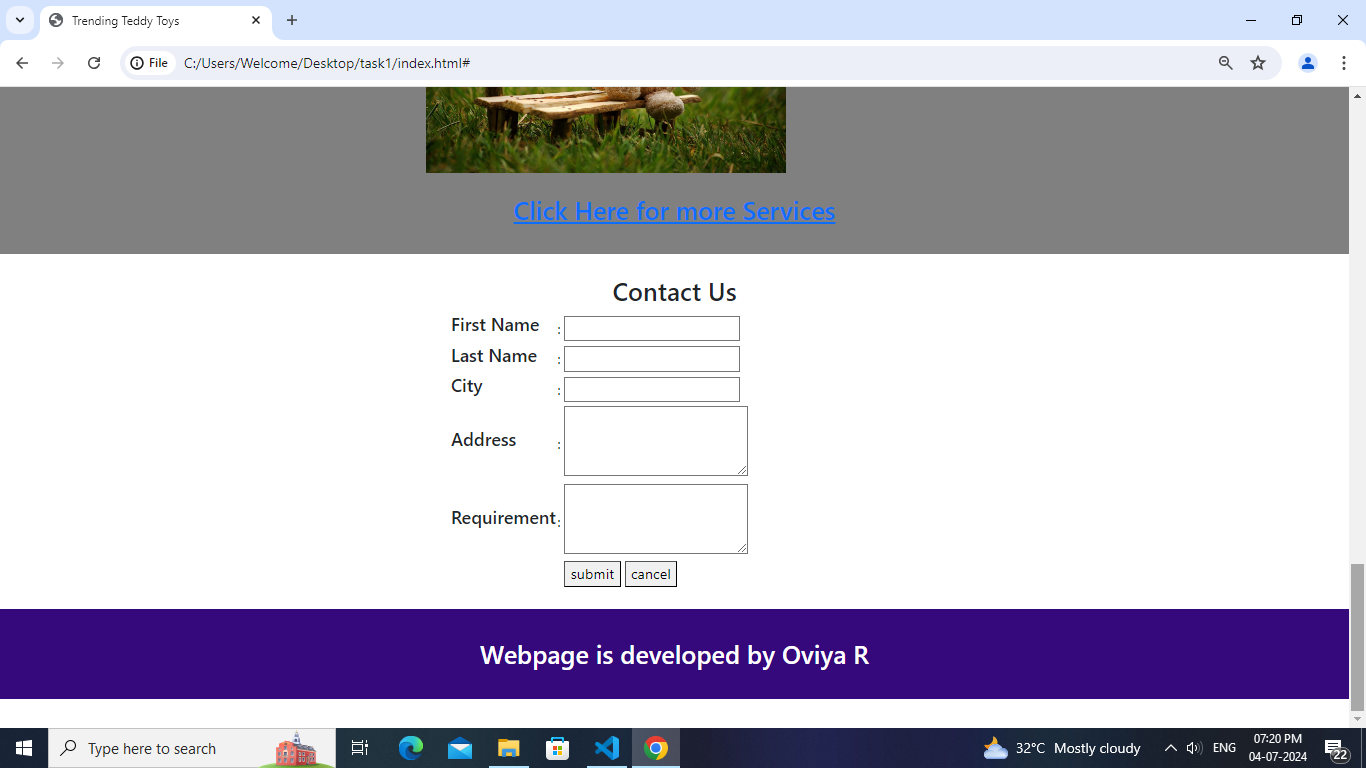 Trending Teddy Toys
File
C:/Users/Welcome/Desktop/task1/index.html#
Click Here for more Services
Contact Us
First Name :
Last Name :
City :
Address :
Requirement:
submit cancel
Webpage is developed by Oviya R
Type here to search
32°C Mostly cloudy
ENG
07:20 PM
04-07-2024
22